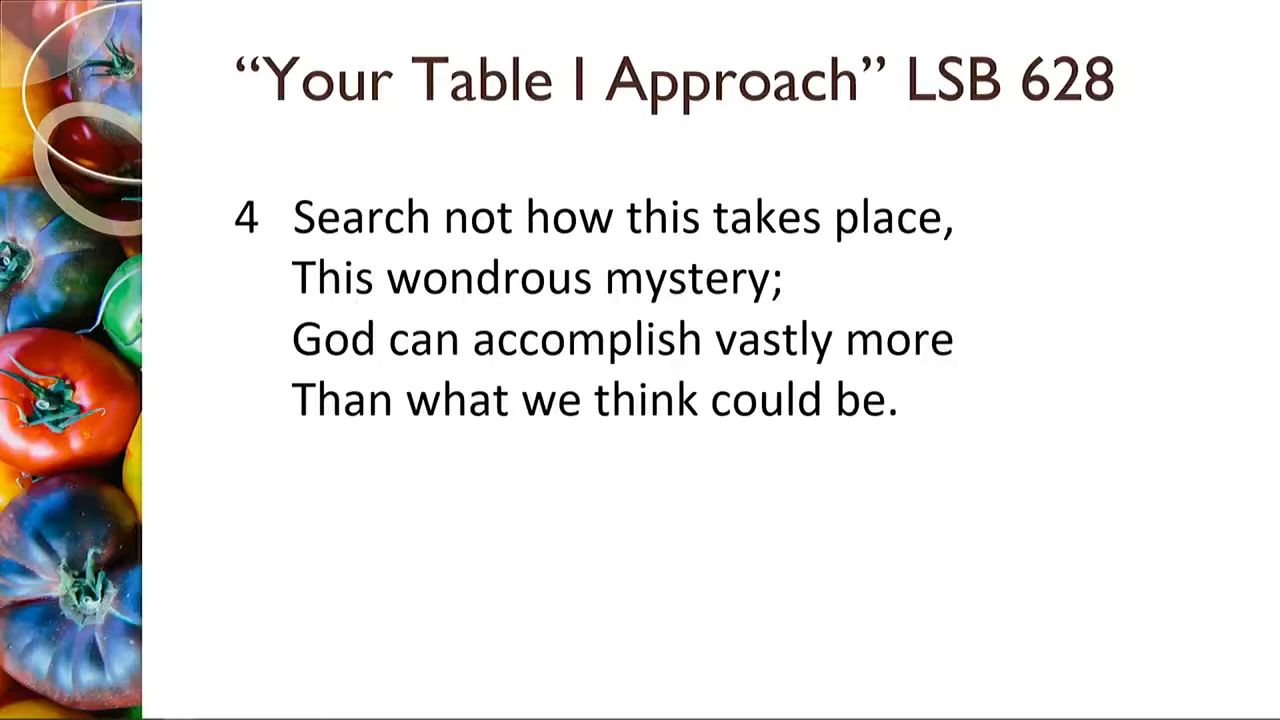 “Your Table I Approach” LSB 628
4 Search not how this takes place,
This wondrous mystery;
God can accomplish vastly more
Than what we think could be.